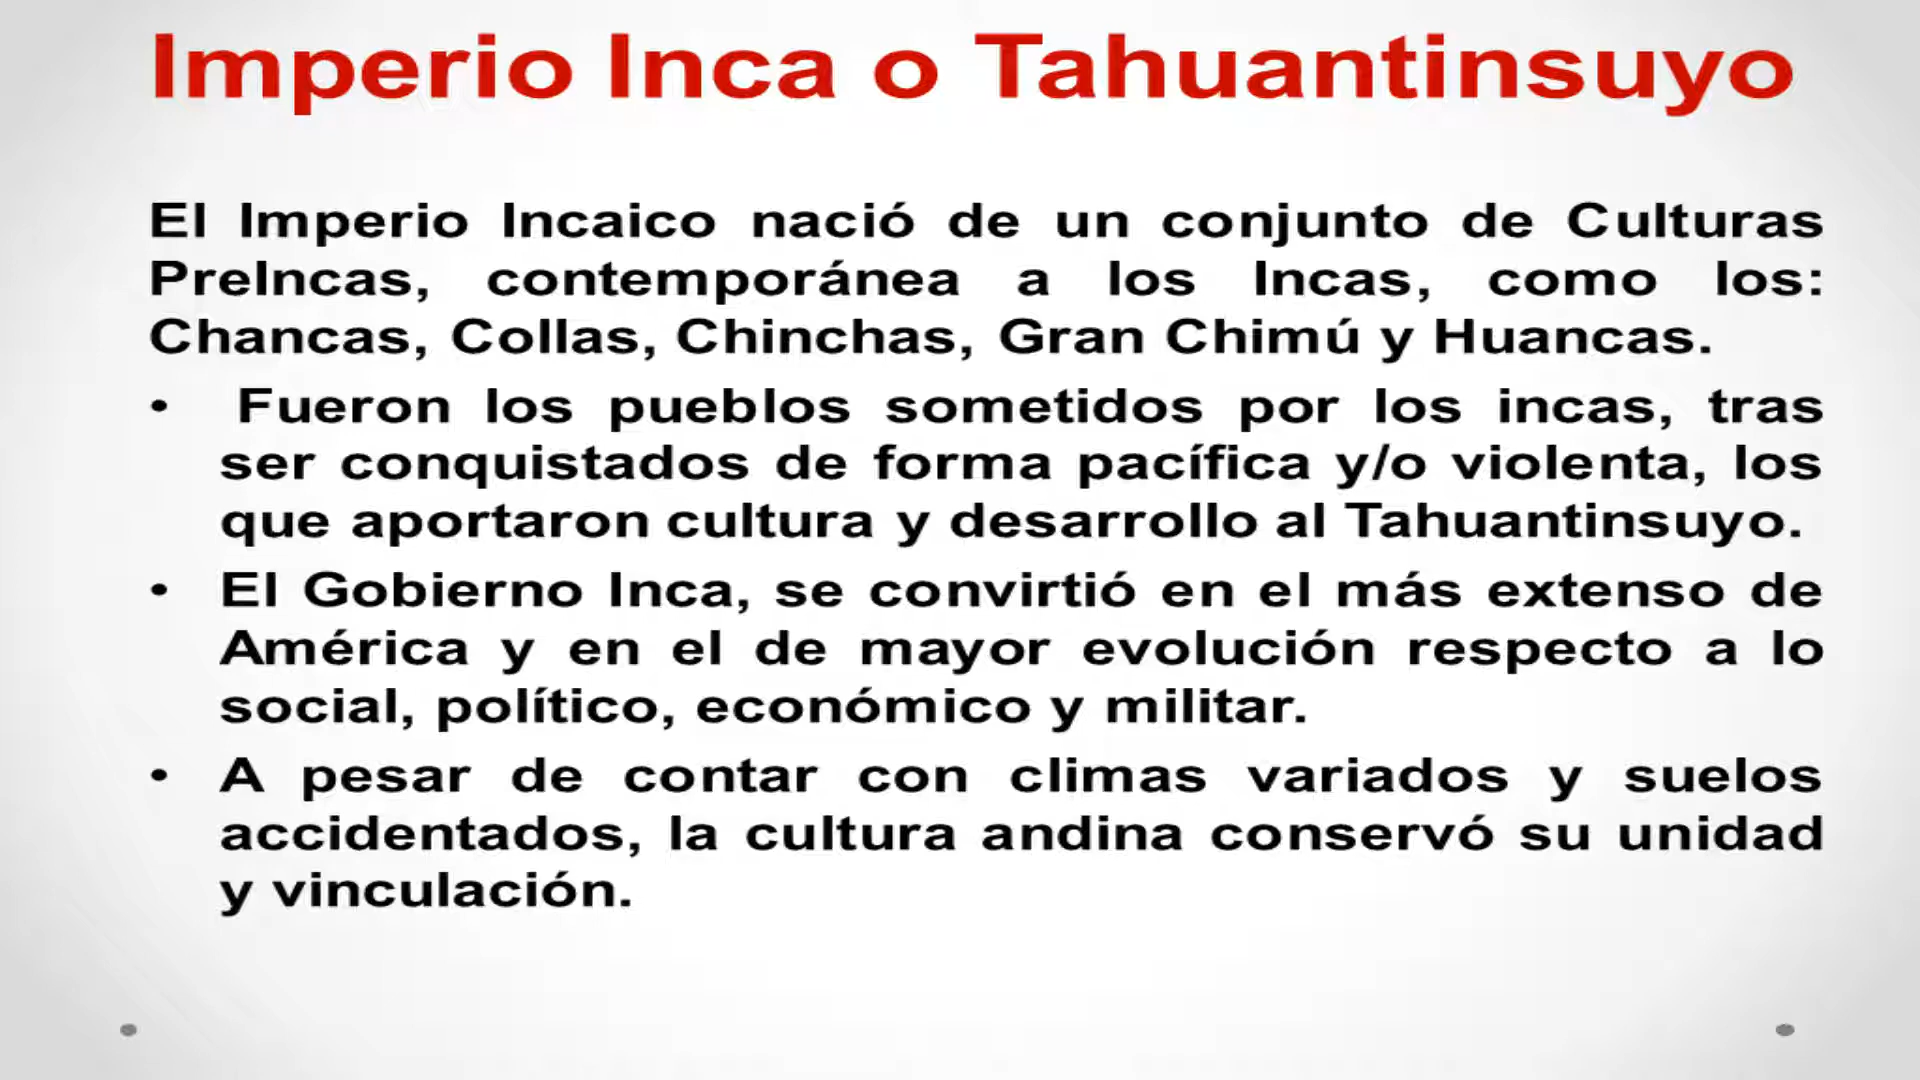 Imperio Inca o Tahuantinsuyo
El Imperio Incaico nació de un conjunto de Culturas
PreIncas, contemporánea a los Incas, como los:
Chancas, Collas, Chinchas, Gran Chimú y Huancas.
• Fueron los pueblos sometidos por los incas, tras
ser conquistados de forma pacífica y/o violenta, los
que aportaron cultura y desarrollo al Tahuantinsuyo.
• El Gobierno Inca, se convirtió en el más extenso de
América y en el de mayor evolución respecto a lo
social, político, económico y militar.
• A pesar de contar con climas variados y suelos
accidentados, la cultura andina conservó su unidad
y vinculación.